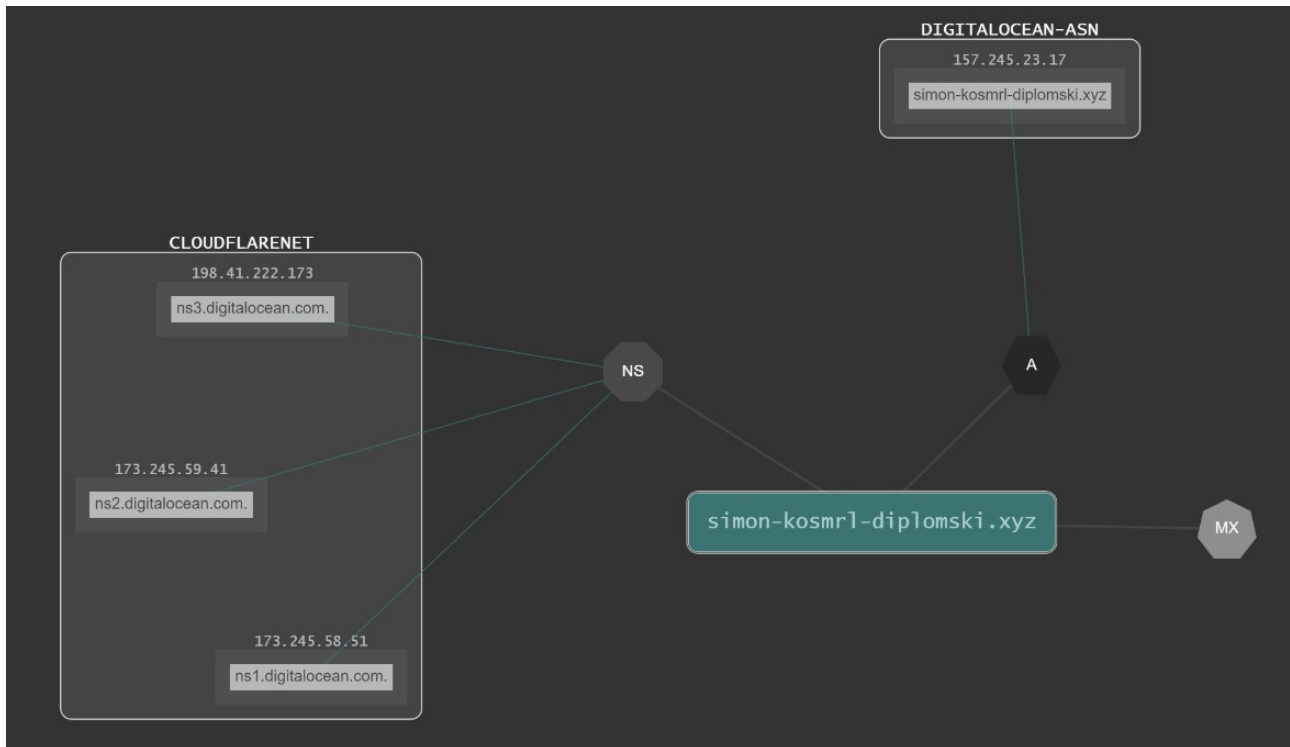 DIGITALOCEAN-ASN
157.245.23.17
simon-kosmrl-diplomski.xyz
CLOUDFLARENET
198.41.222.173
ns3.digitalocean.com.
NS
A
173.245.59.41
ns2.digitalocean.com.
simon-kosmrl-diplomski.xyz
MX
173.245.58.51
ns1.digitalocean.com.